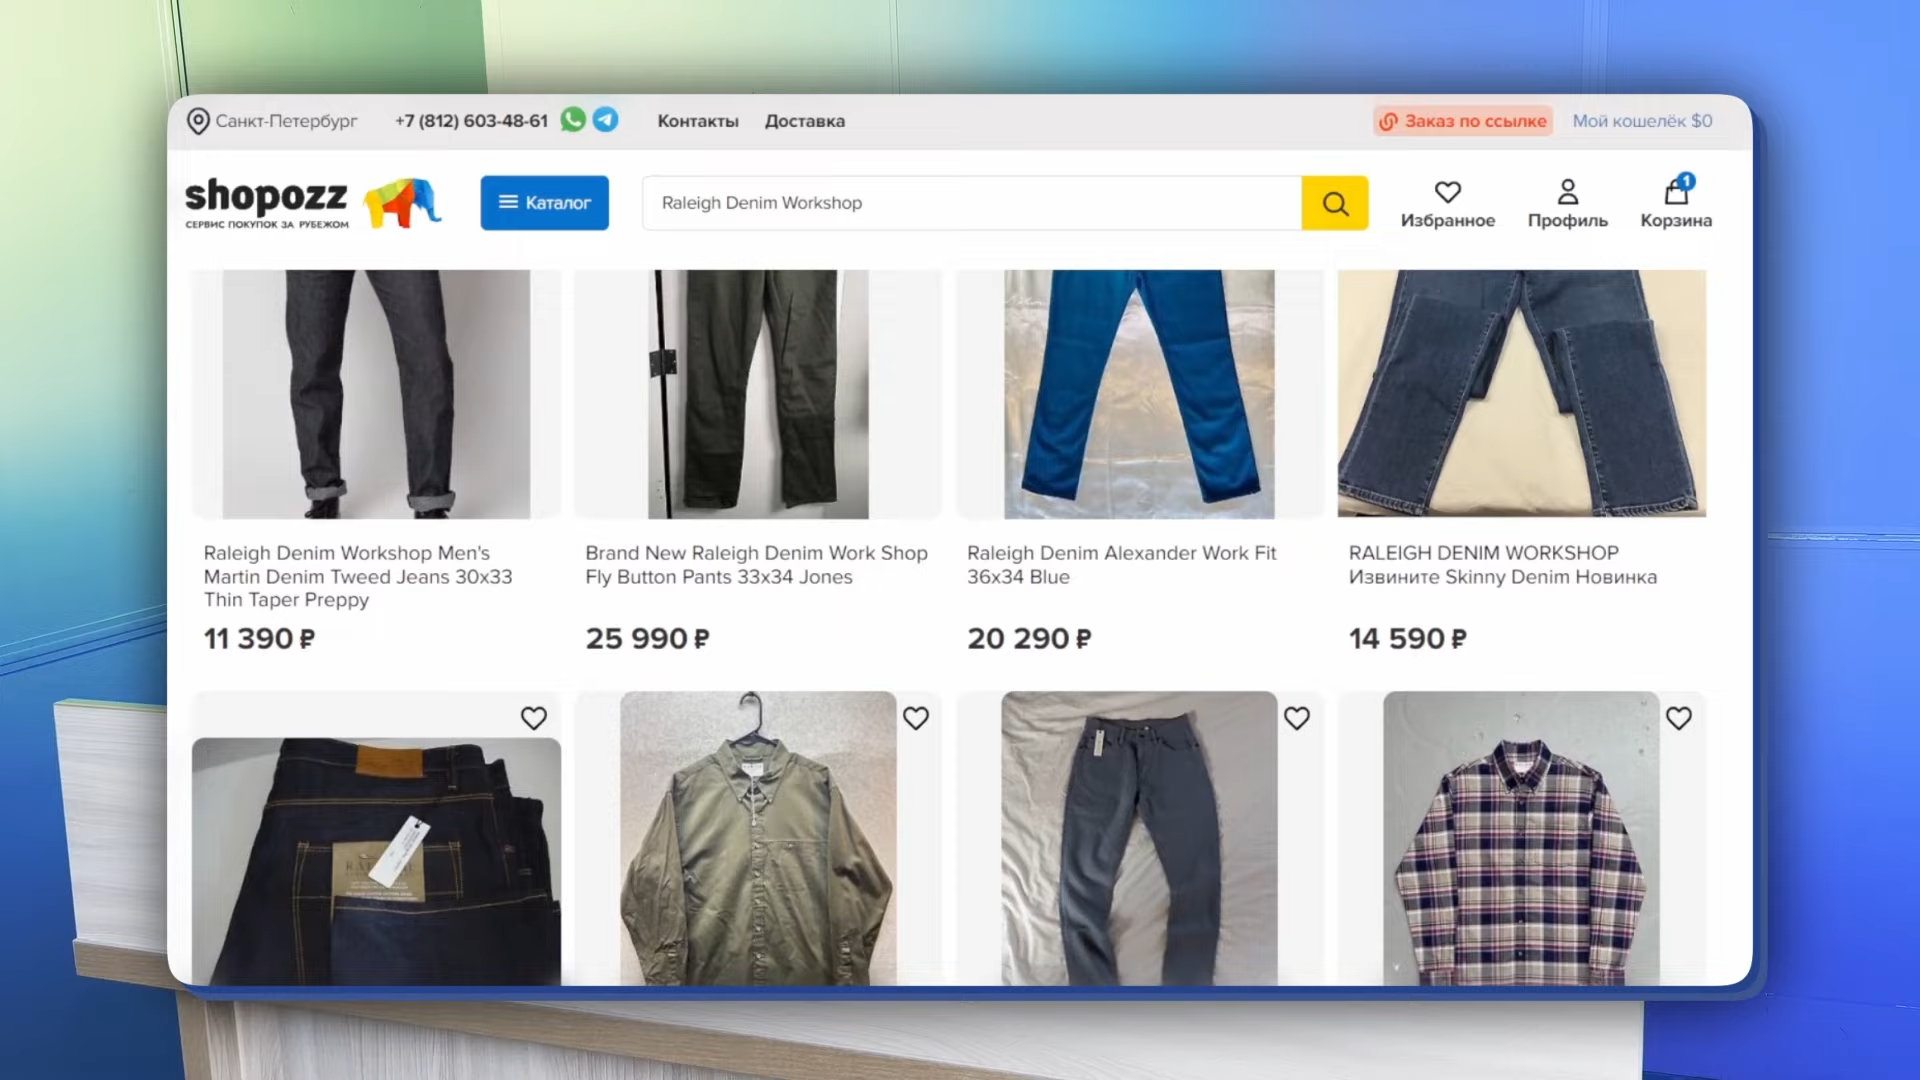 Санкт-Петербург +7 (812) 603-48-61 Контакты Доставка Заказ по ссылке Мой кошелёк $0
shopozz
СЕРВИС ПОКУПОК ЗА РУБЕЖОМ
Каталог
Raleigh Denim Workshop
Избранное
Профиль
1
Корзина
Raleigh Denim Workshop Men's
Martin Denim Tweed Jeans 30x33
Thin Taper Preppy
11 390 ₽
Brand New Raleigh Denim Work Shop
Fly Button Pants 33x34 Jones
25 990 ₽
Raleigh Denim Alexander Work Fit
36x34 Blue
20 290 ₽
RALEIGH DENIM WORKSHOP
Извините Skinny Denim Новинка
14 590 ₽